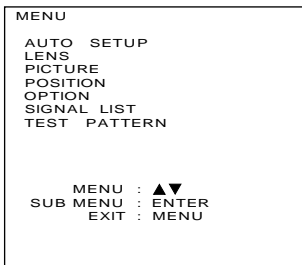 MENU
AUTO SETUP
LENS
PICTURE
POSITION
OPTION
SIGNAL LIST
TEST PATTERN
MENU : ▲▼
SUB MENU : ENTER
EXIT : MENU